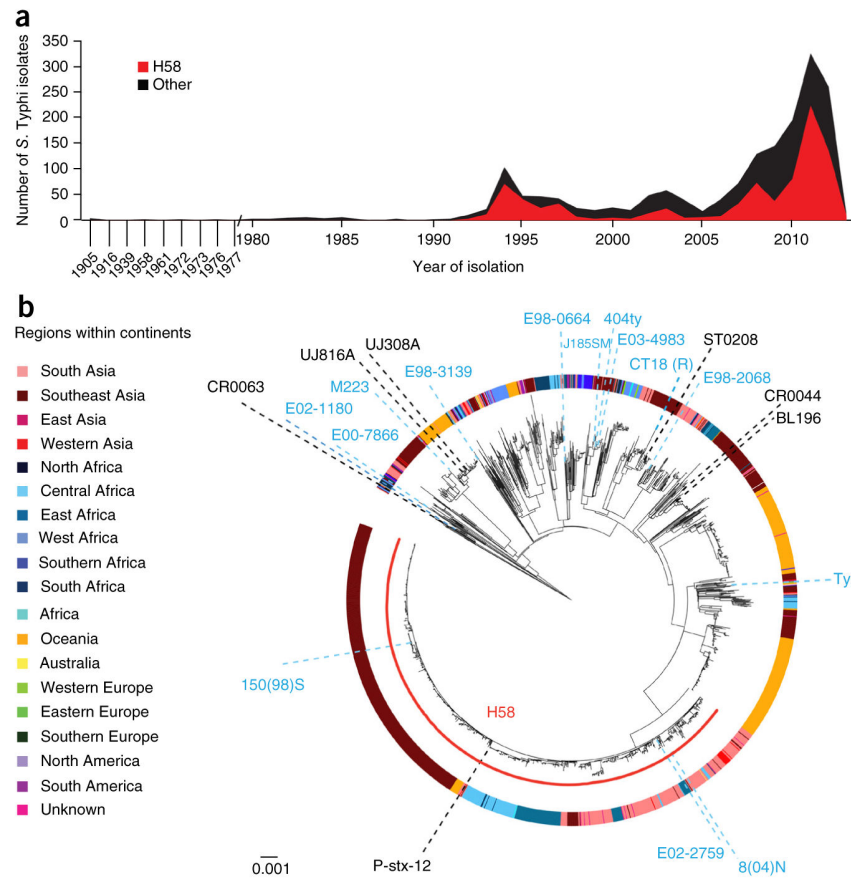 a
Number of S. Typhi isolates
350
300
250
200
150
100
50
0
H58
Other
1905
1916
1939
1958
1961
1972
1973
1976
1977
1980
1985
1990
1995
2000
2005
2010
Year of isolation
b
Regions within continents
South Asia
Southeast Asia
East Asia
Western Asia
North Africa
Central Africa
East Africa
West Africa
Southern Africa
South Africa
Africa
Oceania
Australia
Western Europe
Eastern Europe
Southern Europe
North America
South America
Unknown
CR0063
UJ816A
UJ308A
M223
E02-1180
E00-7866
E98-3139
E98-0664
J185SM
404ty
E03-4983
CT18 (R)
ST0208
E98-2068
CR0044
BL196
Ty
150(98)S
H58
P-stx-12
E02-2759
8(04)N
0.001